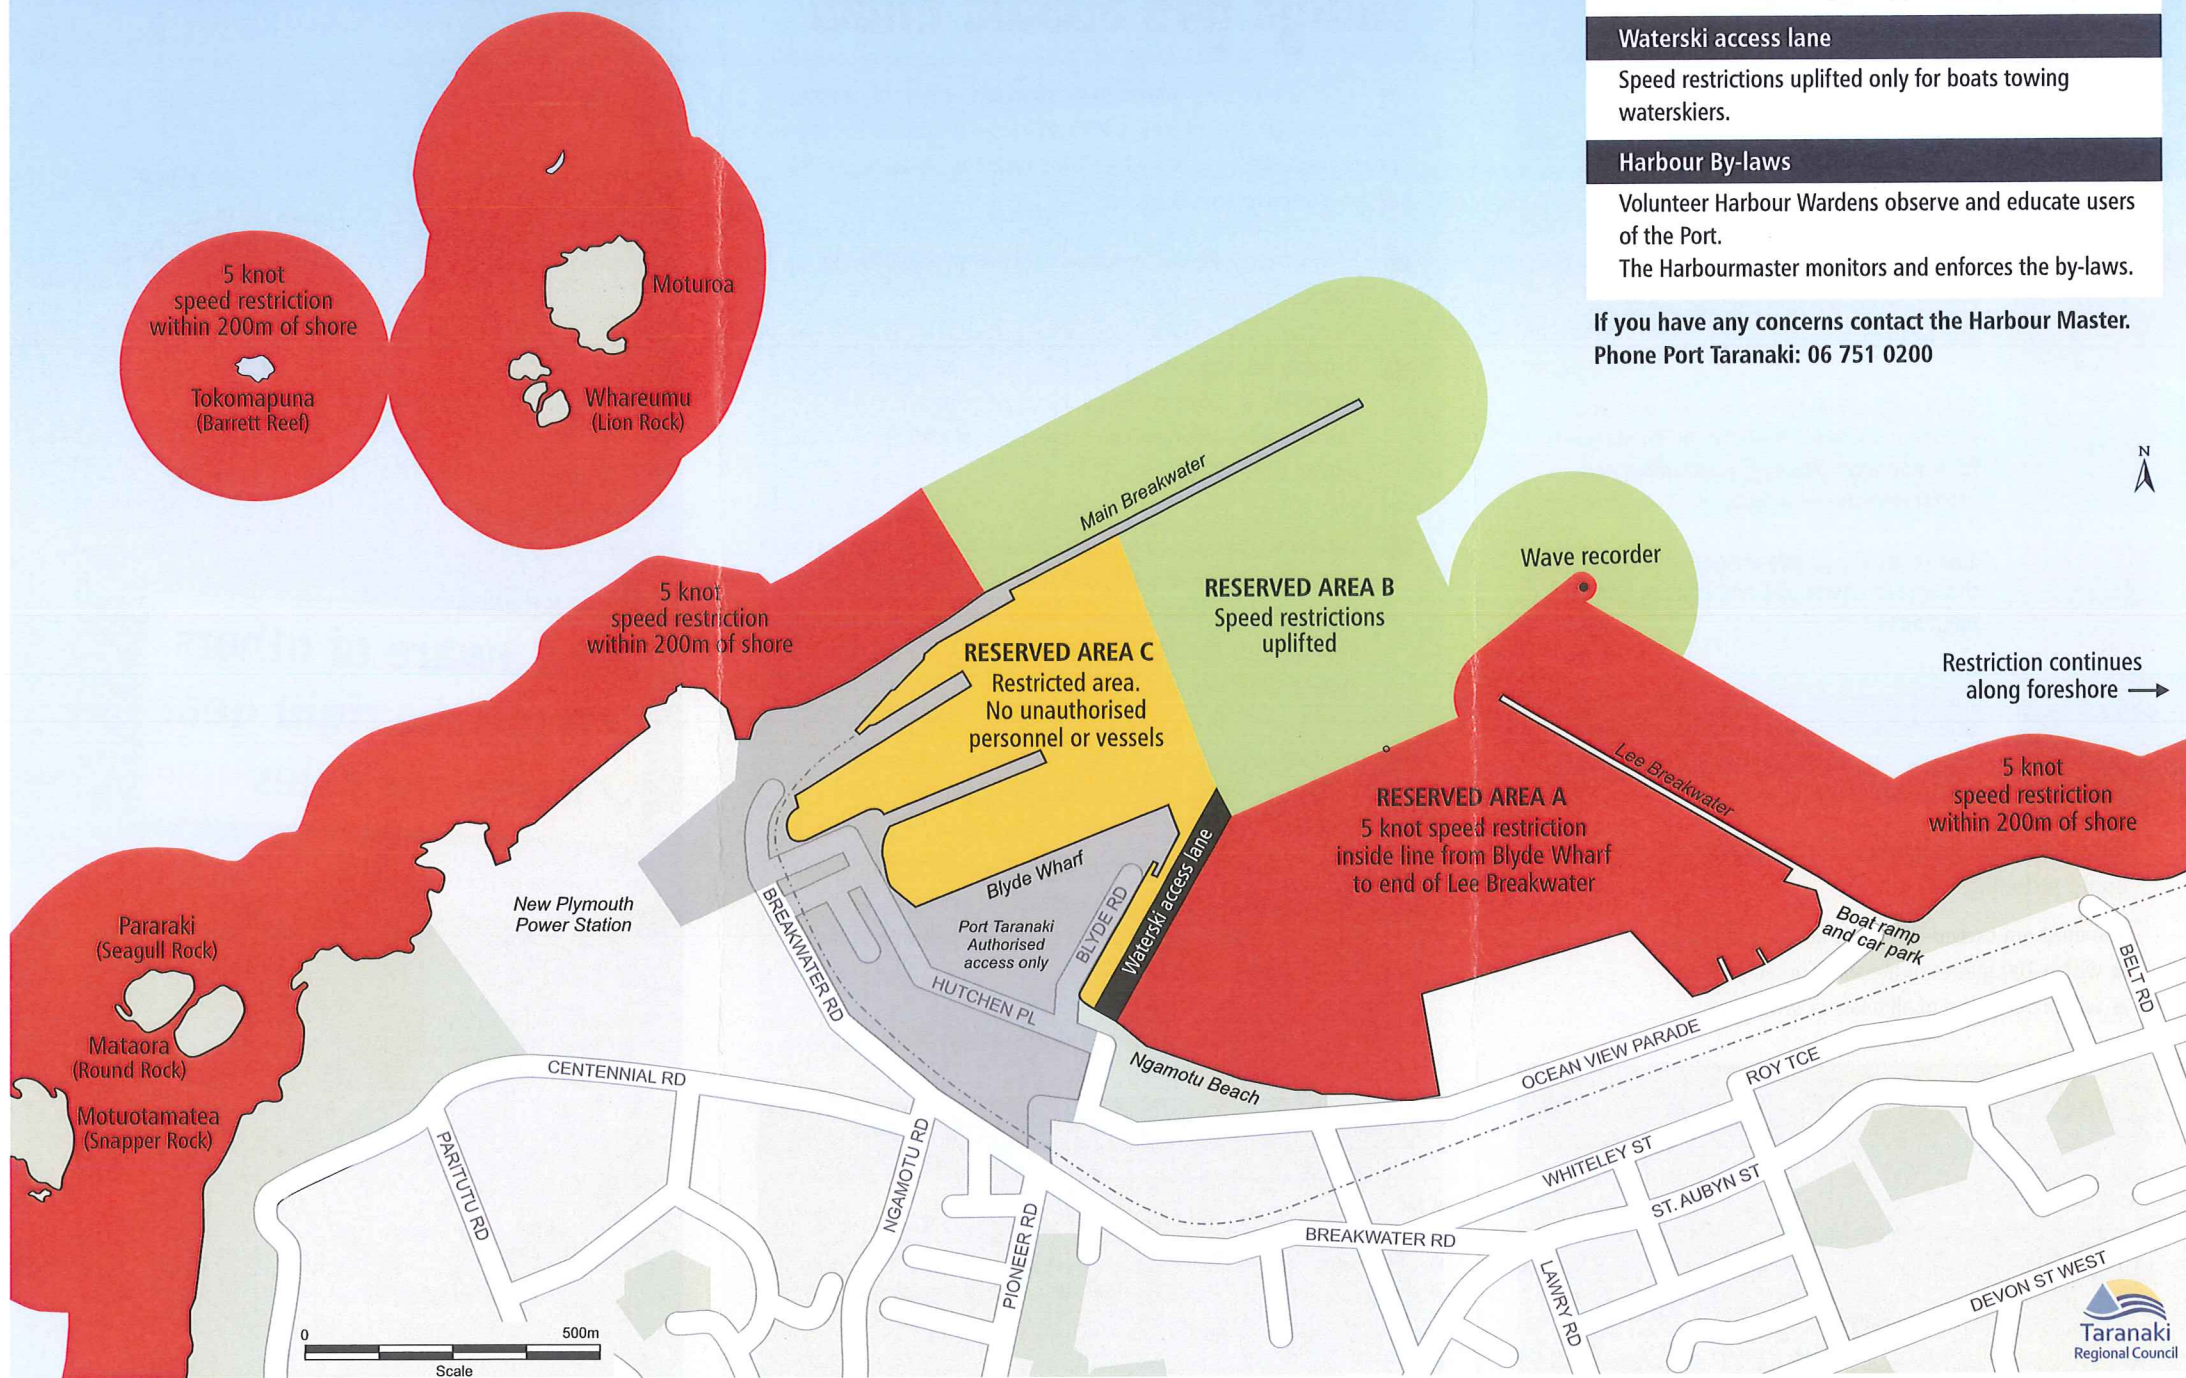 Waterski access lane
Speed restrictions uplifted only for boats towing
waterskiers.
Harbour By-laws
Volunteer Harbour Wardens observe and educate users
of the Port.
The Harbourmaster monitors and enforces the by-laws.
If you have any concerns contact the Harbour Master.
Phone Port Taranaki: 06 751 0200
5 knot
speed restriction
within 200m of shore
Tokomapuna
(Barrett Reef)
Moturoa
Whareumu
(Lion Rock)
N
Main Breakwater
Wave recorder
RESERVED AREA B
Speed restrictions
uplifted
5 knot
speed restriction
within 200m of shore
RESERVED AREA C
Restricted area.
No unauthorised
personnel or vessels
Restriction continues
along foreshore
Lee Breakwater
5 knot
speed restriction
within 200m of shore
RESERVED AREA A
5 knot speed restriction
inside line from Blyde Wharf
to end of Lee Breakwater
Waterski access lane
Blyde Wharf
BLYDE RD
New Plymouth
Power Station
BREAKWATER RD
Port Taranaki
Authorised
access only
HUTCHEN PL
Boat ramp
and car park
BELT RD
Pararaki
(Seagull Rock)
Mataora
(Round Rock)
Motuotamatea
(Snapper Rock)
CENTENNIAL RD
Ngamotu Beach
OCEAN VIEW PARADE
ROY TCE
PARITUTU RD
NGAMOTU RD
PIONEER RD
WHITELEY ST
ST. AUBYN ST
BREAKWATER RD
LAWRY RD
DEVON ST WEST
0
500m
Scale
Taranaki
Regional Council